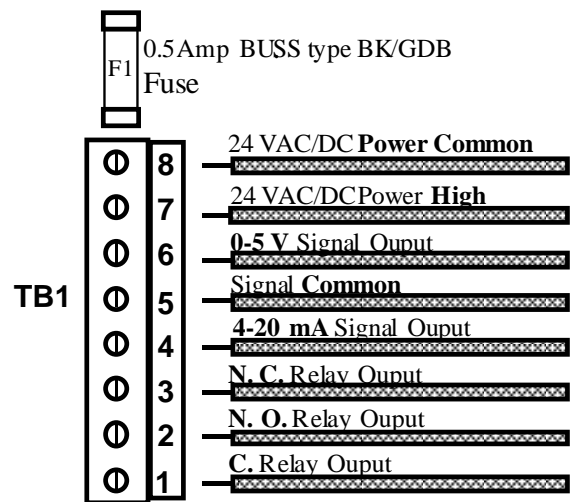 F1
0.5Amp BUSS type BK/GDB
Fuse
TB1
8 24 VAC/DC Power Common
7 24 VAC/DCPower High
6 0-5 V Signal Ouput
5 Signal Common
4 4-20 mA Signal Ouput
3 N. C. Relay Ouput
2 N. O. Relay Ouput
1 C. Relay Ouput